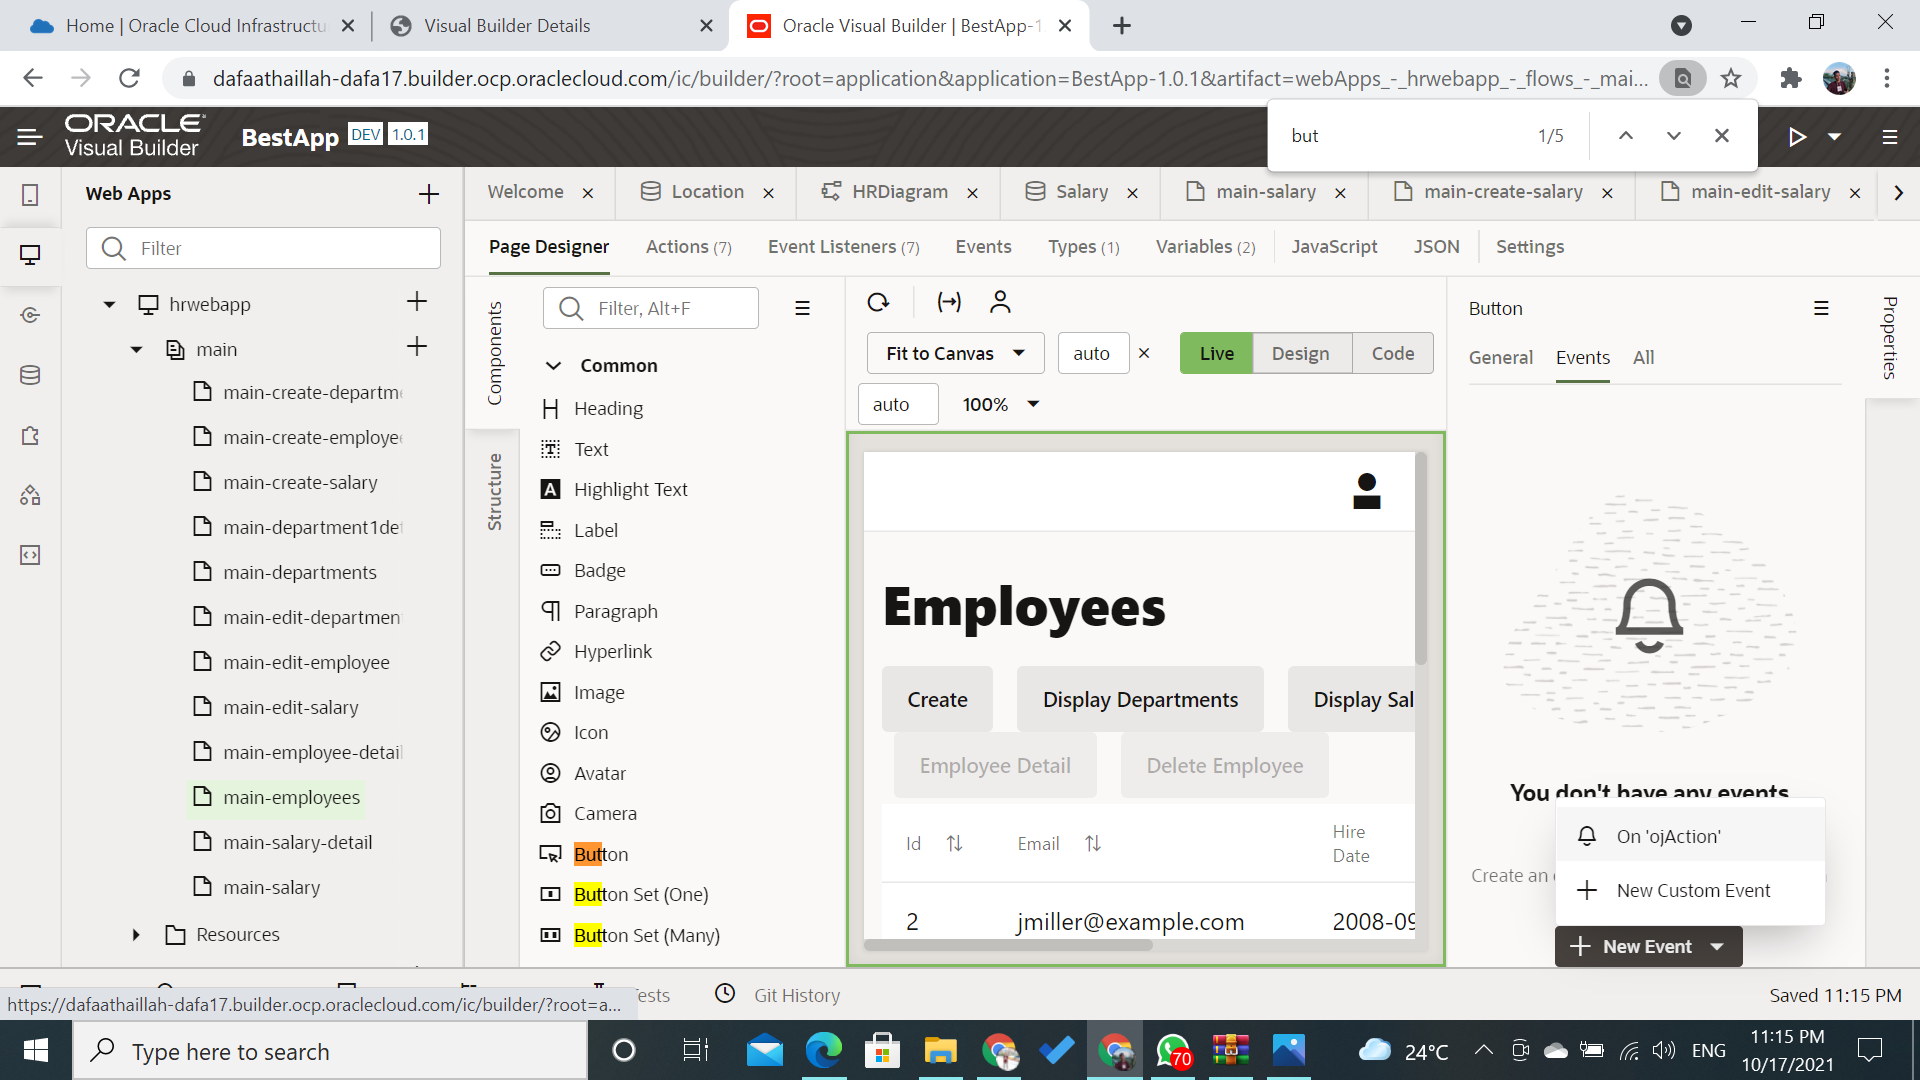 Home | Oracle Cloud Infrastructu
Visual Builder Details
Oracle Visual Builder | BestApp-1
dafaathaillah-dafa17.builder.ocp.oraclecloud.com/ic/builder/?root=application&application=BestApp-1.0.1&artifact=webApps_-_hrwebapp_-_flows_-_mai...
but
1/5
ORACLE
Visual Builder
BestApp DEV 1.0.1
Web Apps
Filter
hrwebapp
main
main-create-departme
main-create-employee
main-create-salary
main-department1det
main-departments
main-edit-department
main-edit-employee
main-edit-salary
main-employee-detail
main-employees
main-salary-detail
main-salary
Resources
Welcome
Location
HRDiagram
Salary
main-salary
main-create-salary
main-edit-salary
Page Designer
Actions (7)
Event Listeners (7)
Events
Types (1)
Variables (2)
JavaScript
JSON
Settings
Components
Structure
Filter, Alt+F
Common
Heading
Text
Highlight Text
Label
Badge
Paragraph
Hyperlink
Image
Icon
Avatar
Camera
Button
Button Set (One)
Button Set (Many)
Fit to Canvas
auto
Live
Design
Code
auto
100%
Employees
Create
Display Departments
Display Sal
Employee Detail
Delete Employee
Id
Email
Hire
Date
2
jmiller@example.com
2008-09
Button
General
Events
All
Properties
You don't have any events
Create an
On 'ojAction'
New Custom Event
New Event
https://dafaathaillah-dafa17.builder.ocp.oraclecloud.com/ic/builder/?root=a...
ests
Git History
Saved 11:15 PM
Type here to search
70
24°C
ENG
11:15 PM
10/17/2021